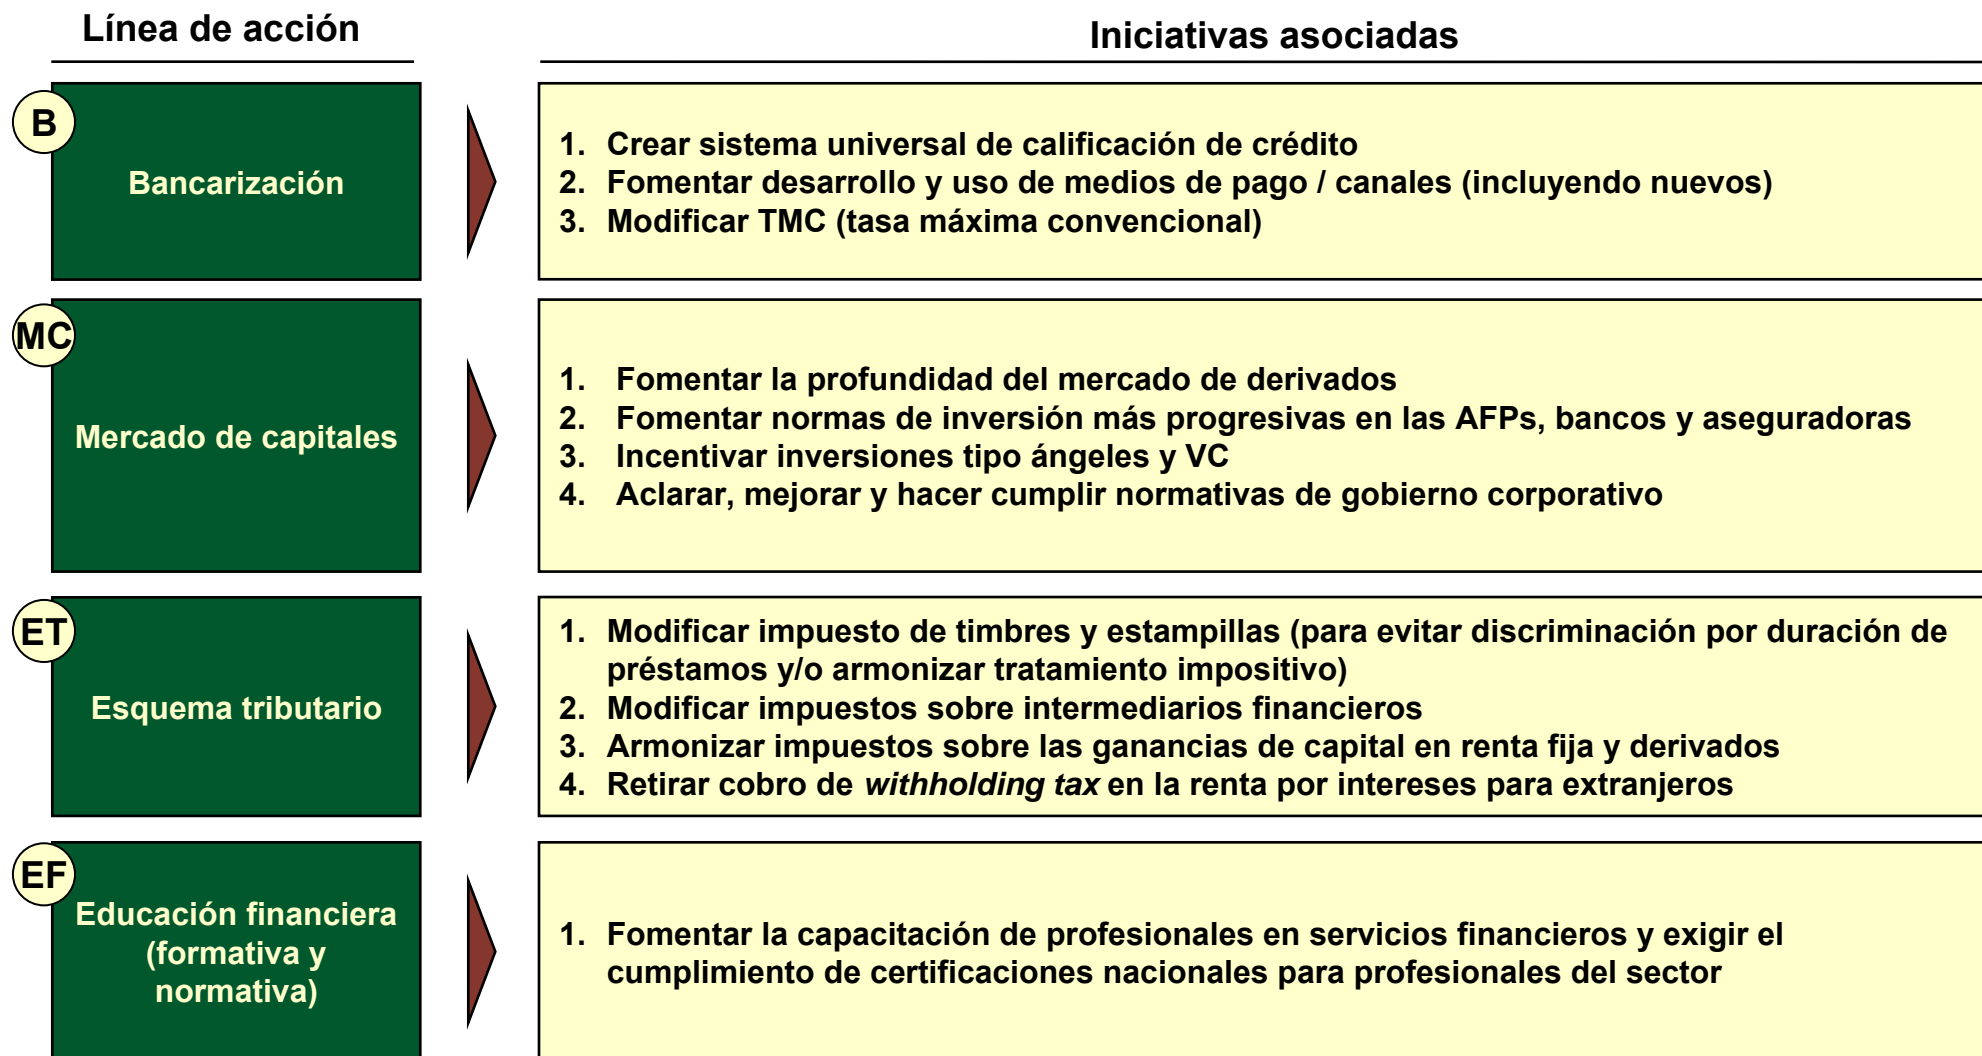 Línea de acción
Iniciativas asociadas
B
Bancarización
1. Crear sistema universal de calificación de crédito
2. Fomentar desarrollo y uso de medios de pago / canales (incluyendo nuevos)
3. Modificar TMC (tasa máxima convencional)
MC
Mercado de capitales
1. Fomentar la profundidad del mercado de derivados
2. Fomentar normas de inversión más progresivas en las AFPs, bancos y aseguradoras
3. Incentivar inversiones tipo ángeles y VC
4. Aclarar, mejorar y hacer cumplir normativas de gobierno corporativo
ET
Esquema tributario
1. Modificar impuesto de timbres y estampillas (para evitar discriminación por duración de
préstamos y/o armonizar tratamiento impositivo)
2. Modificar impuestos sobre intermediarios financieros
3. Armonizar impuestos sobre las ganancias de capital en renta fija y derivados
4. Retirar cobro de withholding tax en la renta por intereses para extranjeros
EF
Educación financiera
(formativa y
normativa)
1. Fomentar la capacitación de profesionales en servicios financieros y exigir el
cumplimiento de certificaciones nacionales para profesionales del sector